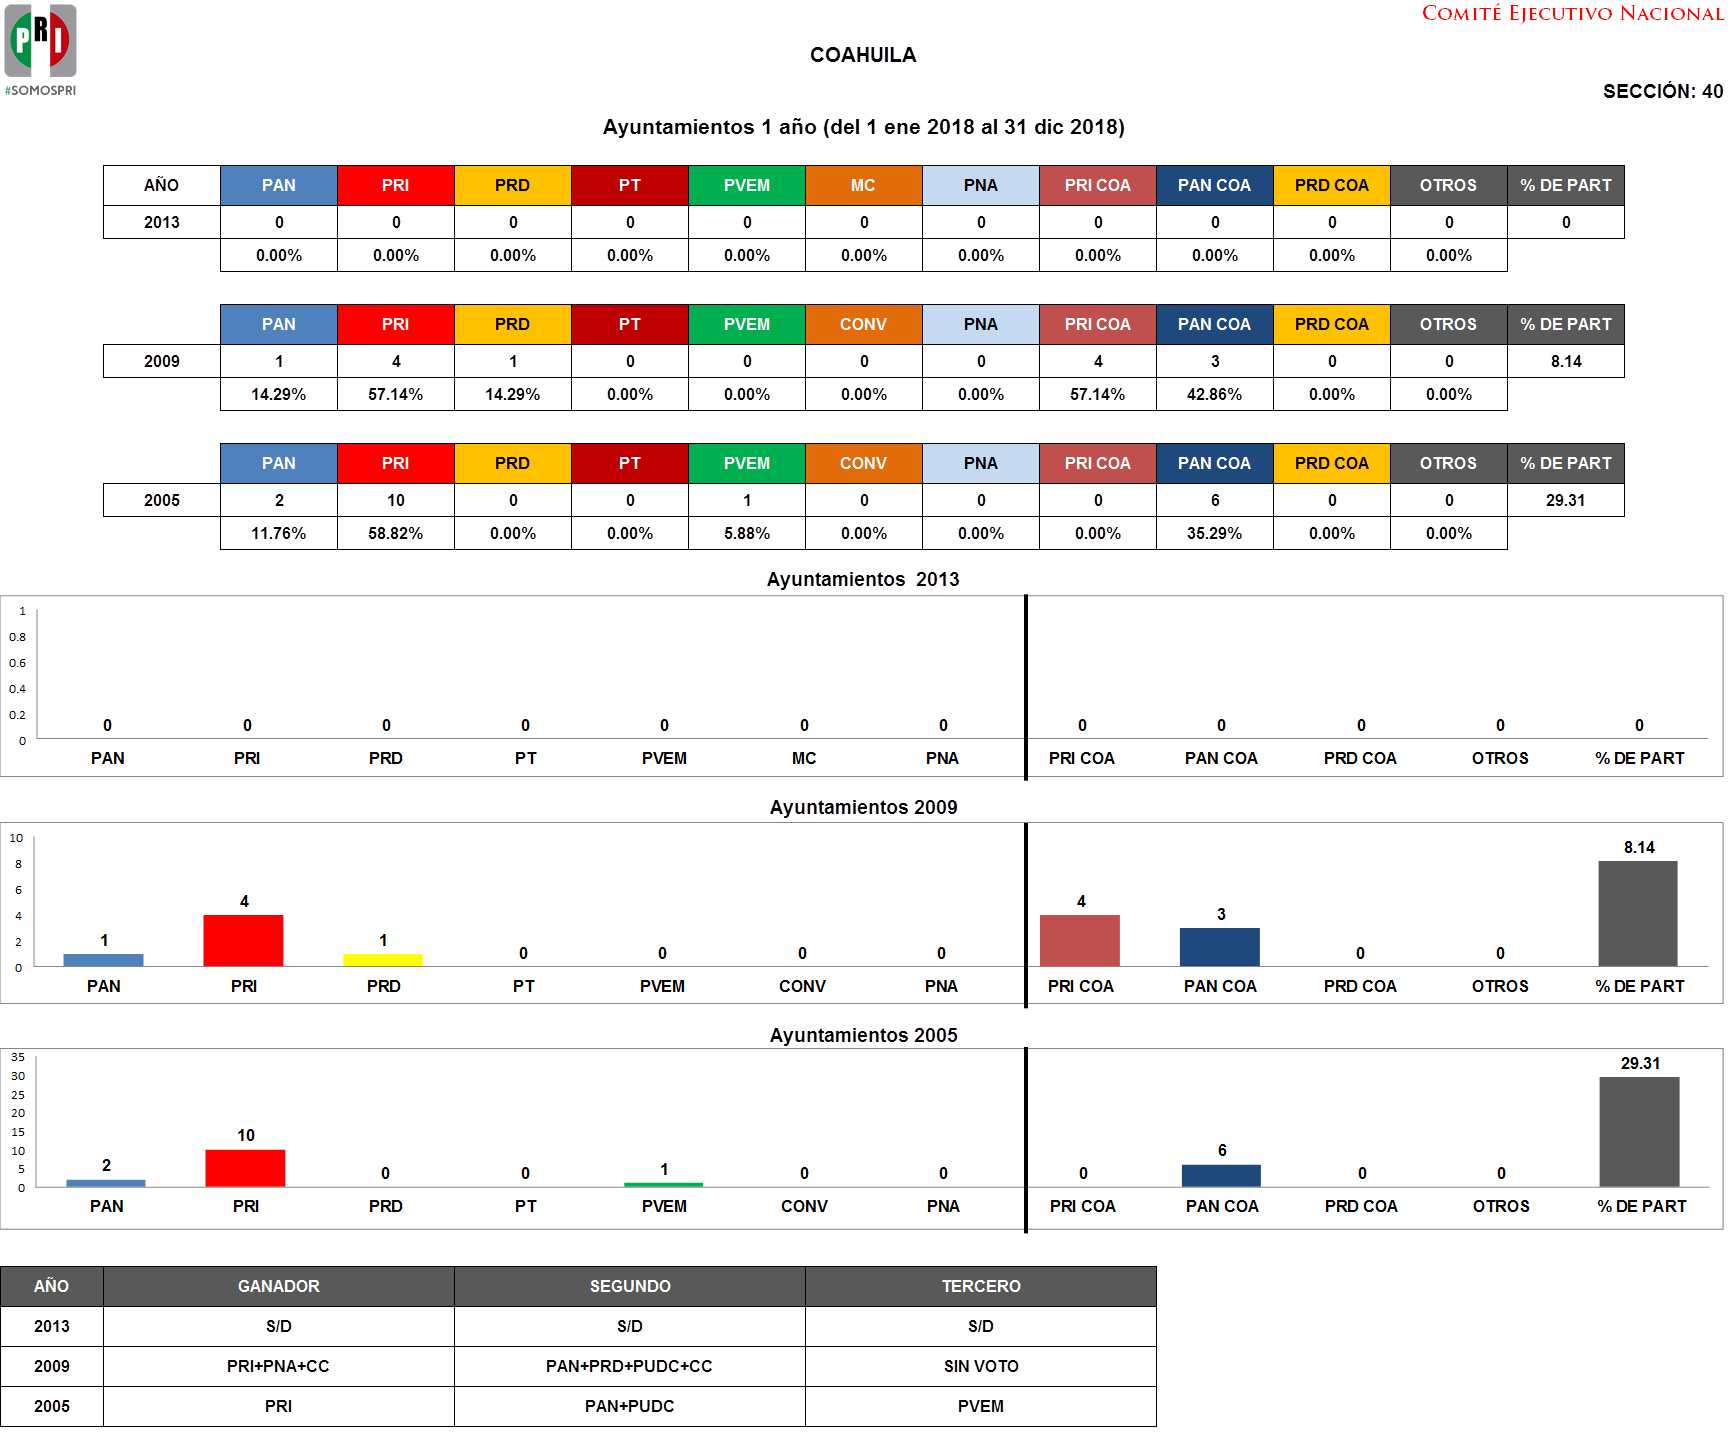 PRI
#SOMOSPRI
COMITÉ EJECUTIVO NACIONAL
COAHUILA
SECCIÓN: 40
Ayuntamientos 1 año (del 1 ene 2018 al 31 dic 2018)
AÑO PAN PRI PRD PT PVEM MC PNA PRI COA PAN COA PRD COA OTROS % DE PART
2013 0 0 0 0 0 0 0 0 0 0 0 0
0.00% 0.00% 0.00% 0.00% 0.00% 0.00% 0.00% 0.00% 0.00% 0.00% 0.00%
PAN PRI PRD PT PVEM CONV PNA PRI COA PAN COA PRD COA OTROS % DE PART
2009 1 4 1 0 0 0 0 4 3 0 0 8.14
14.29% 57.14% 14.29% 0.00% 0.00% 0.00% 0.00% 57.14% 42.86% 0.00% 0.00%
PAN PRI PRD PT PVEM CONV PNA PRI COA PAN COA PRD COA OTROS % DE PART
2005 2 10 0 0 1 0 0 0 6 0 0 29.31
11.76% 58.82% 0.00% 0.00% 5.88% 0.00% 0.00% 0.00% 35.29% 0.00% 0.00%
Ayuntamientos 2013
1
0.8
0.6
0.4
0.2
0
0 0 0 0 0 0 0 0 0 0 0 0
PAN PRI PRD PT PVEM MC PNA PRI COA PAN COA PRD COA OTROS % DE PART
Ayuntamientos 2009
10
8
6
4
2
0
1 4 1 0 0 0 0 4 3 0 0 8.14
PAN PRI PRD PT PVEM CONV PNA PRI COA PAN COA PRD COA OTROS % DE PART
Ayuntamientos 2005
35
30
25
20
15
10
5
0
2 10 0 0 1 0 0 0 6 0 0 29.31
PAN PRI PRD PT PVEM CONV PNA PRI COA PAN COA PRD COA OTROS % DE PART
AÑO GANADOR SEGUNDO TERCERO
2013 S/D S/D S/D
2009 PRI+PNA+CC PAN+PRD+PUDC+CC SIN VOTO
2005 PRI PAN+PUDC PVEM